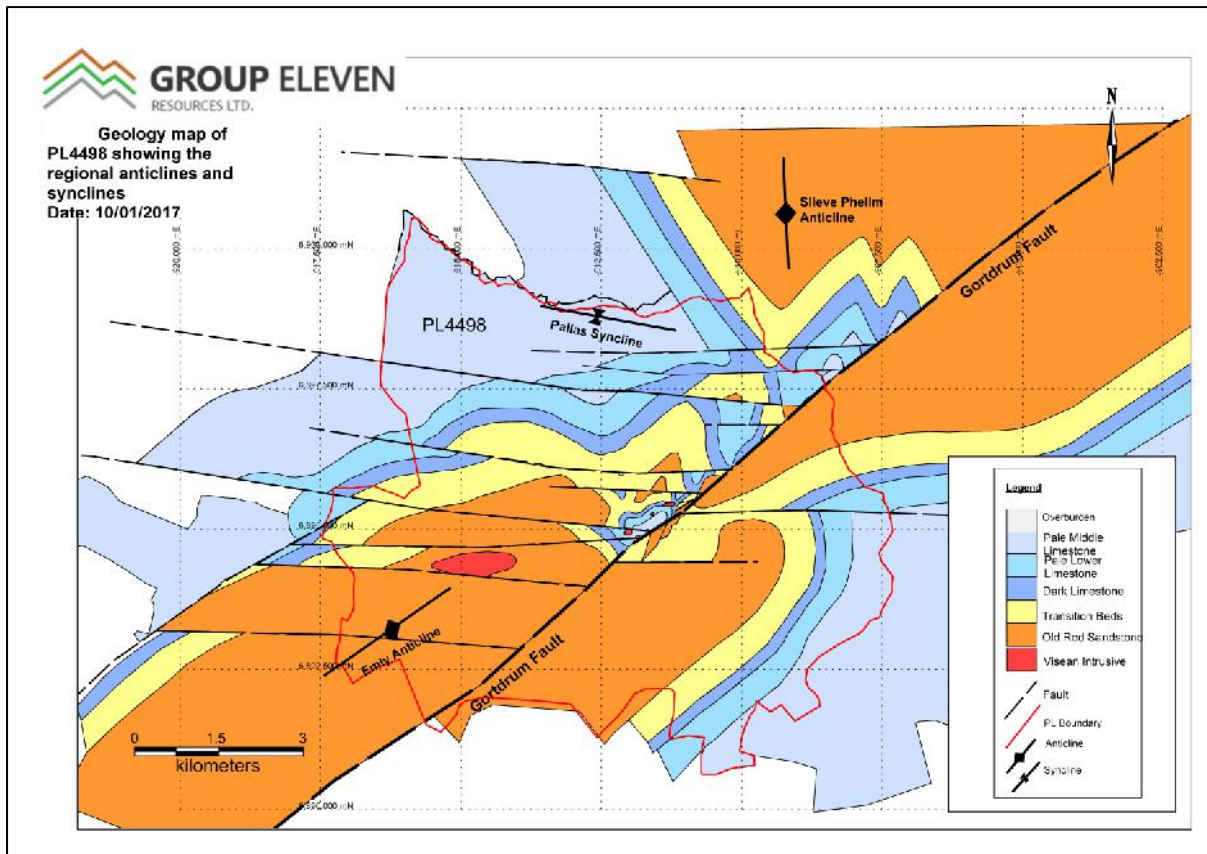 GROUP ELEVEN
RESOURCES LTD.
Geology map of
PL4498 showing the
regional anticlines and
synclines
Date: 10/01/2017
N
Slieve Phelim
Anticline
Gortdrum Fault
PL4498
Pallas Syncline
Emly Anticline
Gortdrum Fault
0 1.5 3
kilometers
Legend
Overburden
Pale Middle
Limestone
Pale Lower
Limestone
Dark Limestone
Transition Beds
Old Red Sandstone
Visean Intrusive
Fault
PL Boundary
Anticline
Syncline